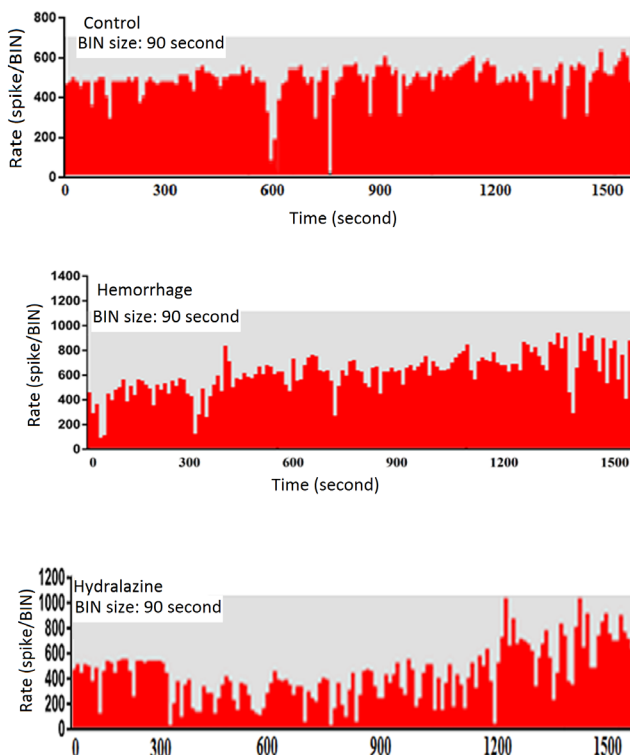 800
600
400
200
0
Rate (spike/BIN)
Control
BIN size: 90 second
0 300 600 900 1200 1500
Time (second)
1400
1200
1000
800
600
400
200
0
Rate (spike/BIN)
Hemorrhage
BIN size: 90 second
0 300 600 900 1200 1500
Time (second)
1200
1000
800
600
400
200
0
Rate (spike/BIN)
Hydralazine
BIN size: 90 second
0 300 600 900 1200 1500